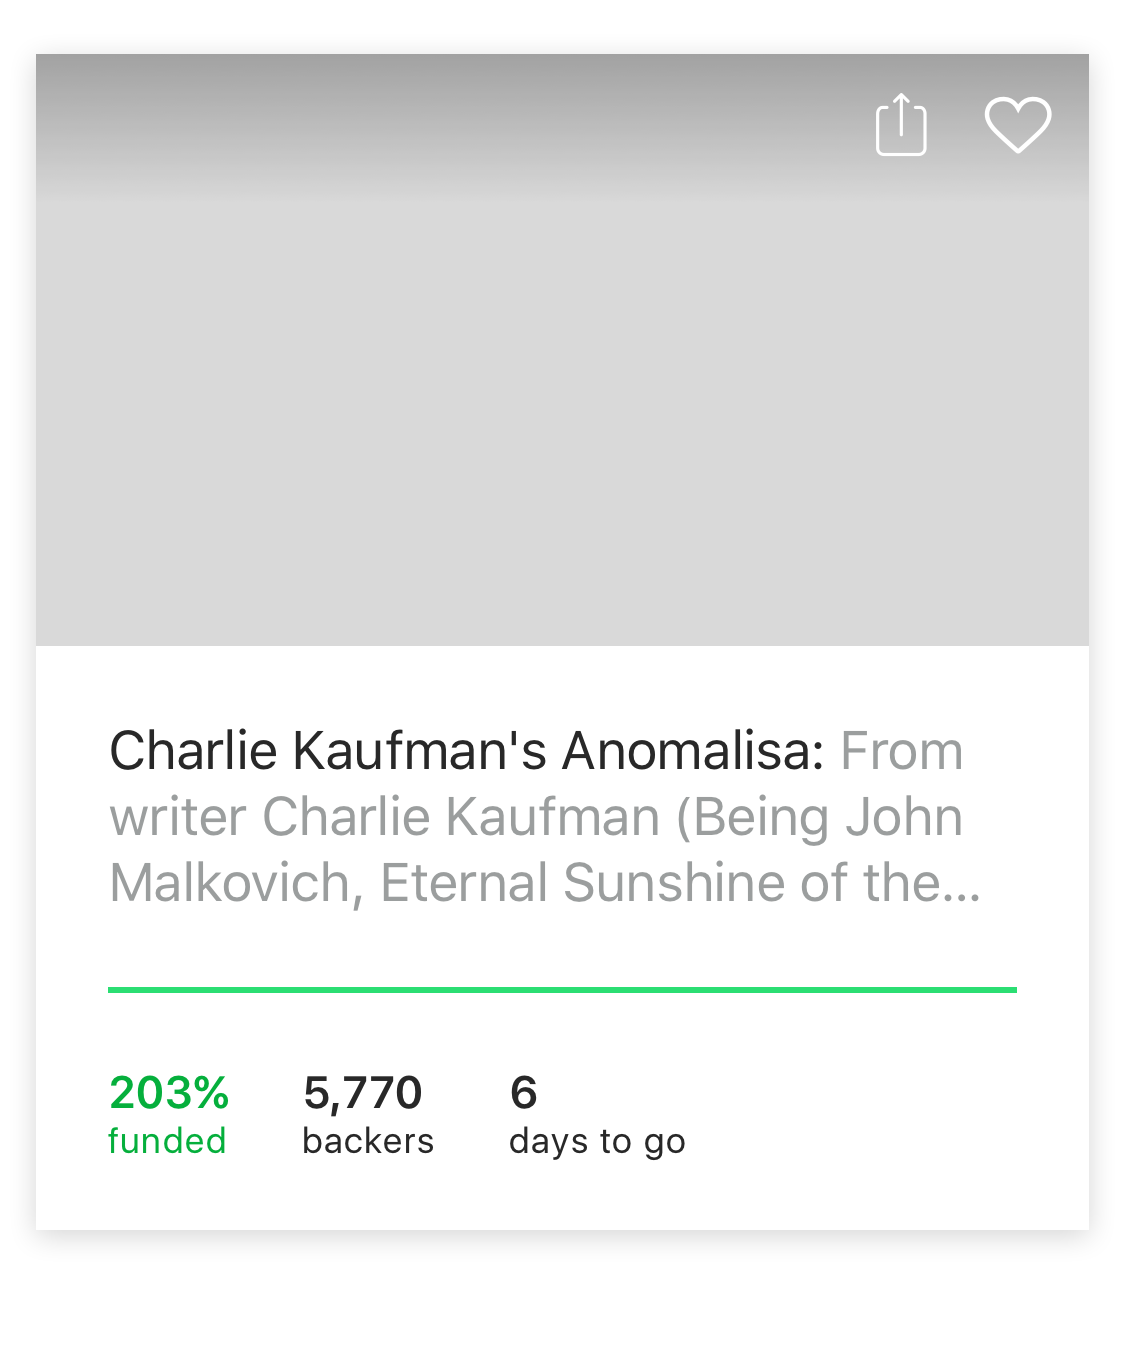 Charlie Kaufman's Anomalisa: From
writer Charlie Kaufman (Being John
Malkovich, Eternal Sunshine of the...
203% 5,770 6
funded backers days to go